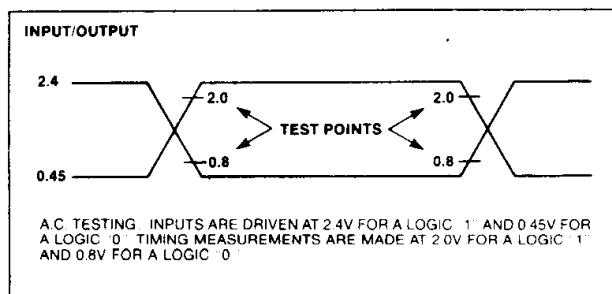 INPUT/OUTPUT
2.4
2.0
2.0
TEST POINTS
0.8
0.8
0.45
A.C. TESTING. INPUTS ARE DRIVEN AT 2.4V FOR A LOGIC "1" AND 0.45V FOR
A LOGIC "0" TIMING MEASUREMENTS ARE MADE AT 2.0V FOR A LOGIC "1"
AND 0.8V FOR A LOGIC "0"